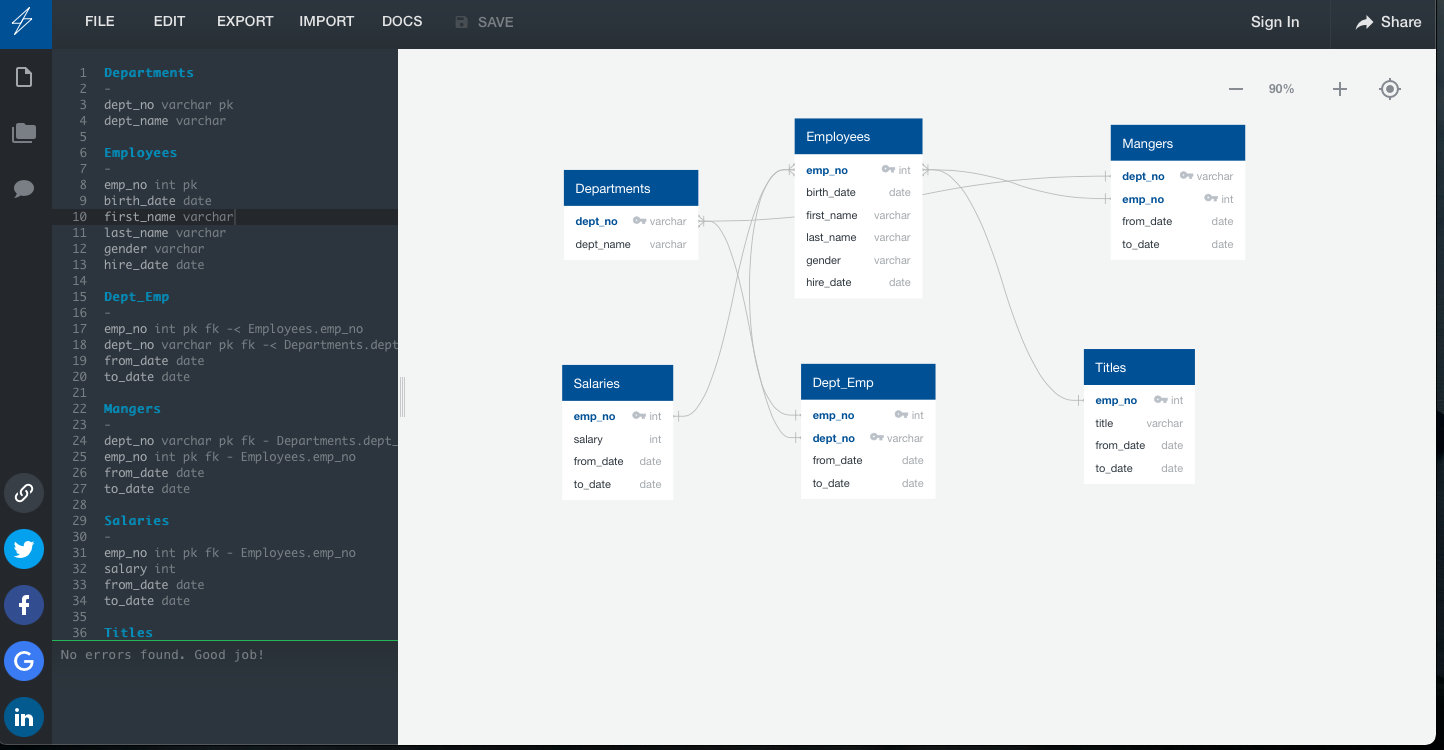 FILE EDIT EXPORT IMPORT DOCS SAVE Sign In Share
1 Departments
2 -
3 dept_no varchar pk
4 dept_name varchar
5
6 Employees
7 -
8 emp_no int pk
9 birth_date date
10 first_name varchar
11 last_name varchar
12 gender varchar
13 hire_date date
14
15 Dept_Emp
16 -
17 emp_no int pk fk -< Employees.emp_no
18 dept_no varchar pk fk -< Departments.dept
19 from_date date
20 to_date date
21
22 Mangers
23 -
24 dept_no varchar pk fk - Departments.dept_
25 emp_no int pk fk - Employees.emp_no
26 from_date date
27 to_date date
28
29 Salaries
30 -
31 emp_no int pk fk - Employees.emp_no
32 salary int
33 from_date date
34 to_date date
35
36 Titles
No errors found. Good job!
90%
Departments
dept_no varchar
dept_name varchar
Employees
emp_no int
birth_date date
first_name varchar
last_name varchar
gender varchar
hire_date date
Mangers
dept_no varchar
emp_no int
from_date date
to_date date
Salaries
emp_no int
salary int
from_date date
to_date date
Dept_Emp
emp_no int
dept_no varchar
from_date date
to_date date
Titles
emp_no int
title varchar
from_date date
to_date date